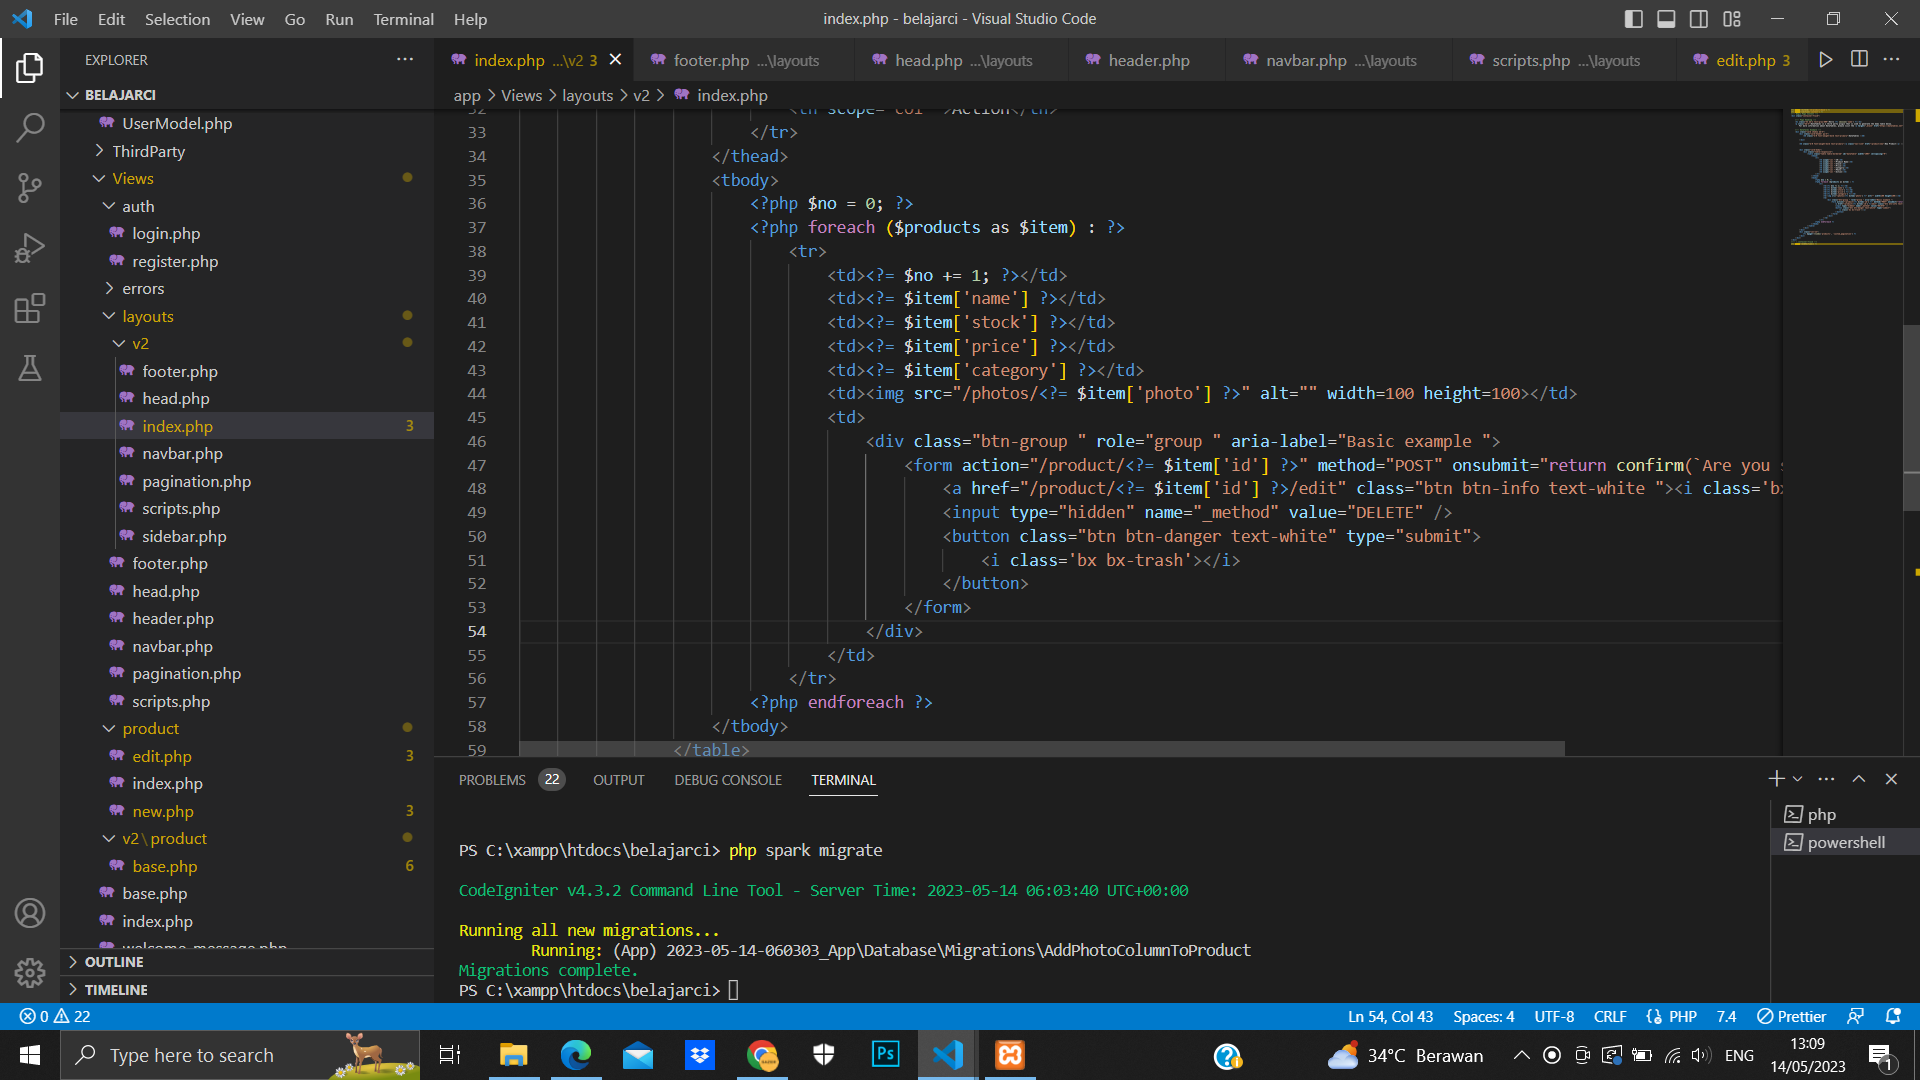 File Edit Selection View Go Run Terminal Help
index.php - belajarci - Visual Studio Code
EXPLORER
BELAJARCI
UserModel.php
ThirdParty
Views
auth
login.php
register.php
errors
layouts
v2
footer.php
head.php
index.php 3
navbar.php
pagination.php
scripts.php
sidebar.php
footer.php
head.php
header.php
navbar.php
pagination.php
scripts.php
product
edit.php 3
index.php
new.php 3
v2\product
base.php 6
base.php
index.php
welcome_message.php
OUTLINE
TIMELINE
index.php ...\v2 3
footer.php ...\layouts
head.php ...\layouts
header.php
navbar.php ...\layouts
scripts.php ...\layouts
edit.php 3
app > Views > layouts > v2 > index.php
32 <th scope="col">Action</th>
33 </tr>
34 </thead>
35 <tbody>
36 <?php $no = 0; ?>
37 <?php foreach ($products as $item) : ?>
38 <tr>
39 <td><?= $no += 1; ?></td>
40 <td><?= $item['name'] ?></td>
41 <td><?= $item['stock'] ?></td>
42 <td><?= $item['price'] ?></td>
43 <td><?= $item['category'] ?></td>
44 <td><img src="/photos/<?= $item['photo'] ?>" alt="" width=100 height=100></td>
45 <td>
46 <div class="btn-group " role="group " aria-label="Basic example ">
47 <form action="/product/<?= $item['id'] ?>" method="POST" onsubmit="return confirm(`Are you s
48 <a href="/product/<?= $item['id'] ?>/edit" class="btn btn-info text-white "><i class='bx
49 <input type="hidden" name="_method" value="DELETE" />
50 <button class="btn btn-danger text-white" type="submit">
51 <i class='bx bx-trash'></i>
52 </button>
53 </form>
54 </div>
55 </td>
56 </tr>
57 <?php endforeach ?>
58 </tbody>
59 </table>
PROBLEMS 22 OUTPUT DEBUG CONSOLE TERMINAL
PS C:\xampp\htdocs\belajarci> php spark migrate
CodeIgniter v4.3.2 Command Line Tool - Server Time: 2023-05-14 06:03:40 UTC+00:00
Running all new migrations...
Running: (App) 2023-05-14-060303_App\Database\Migrations\AddPhotoColumnToProduct
Migrations complete.
PS C:\xampp\htdocs\belajarci>
php
powershell
0 22
Ln 54, Col 43 Spaces: 4 UTF-8 CRLF PHP 7.4 Prettier
Type here to search
Ps
34°C Berawan
ENG
13:09
14/05/2023
1